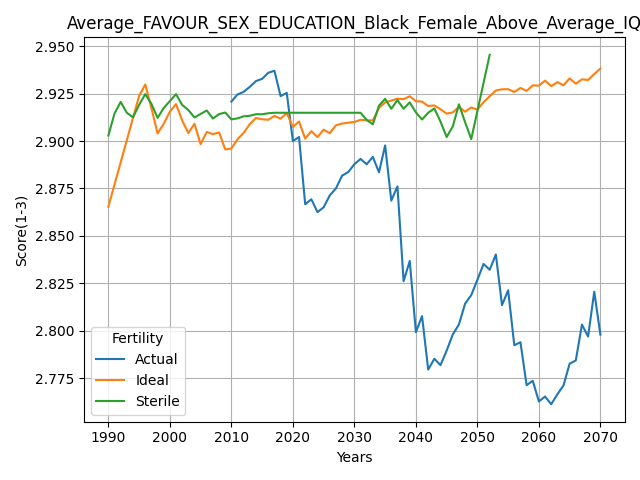 Average_FAVOUR_SEX_EDUCATION_Black_Female_Above_Average_IQ
2.950
2.925
2.900
2.875
2.850
2.825
2.800
2.775
Score(1-3)
Fertility
Actual
Ideal
Sterile
1990 2000 2010 2020 2030 2040 2050 2060 2070
Years